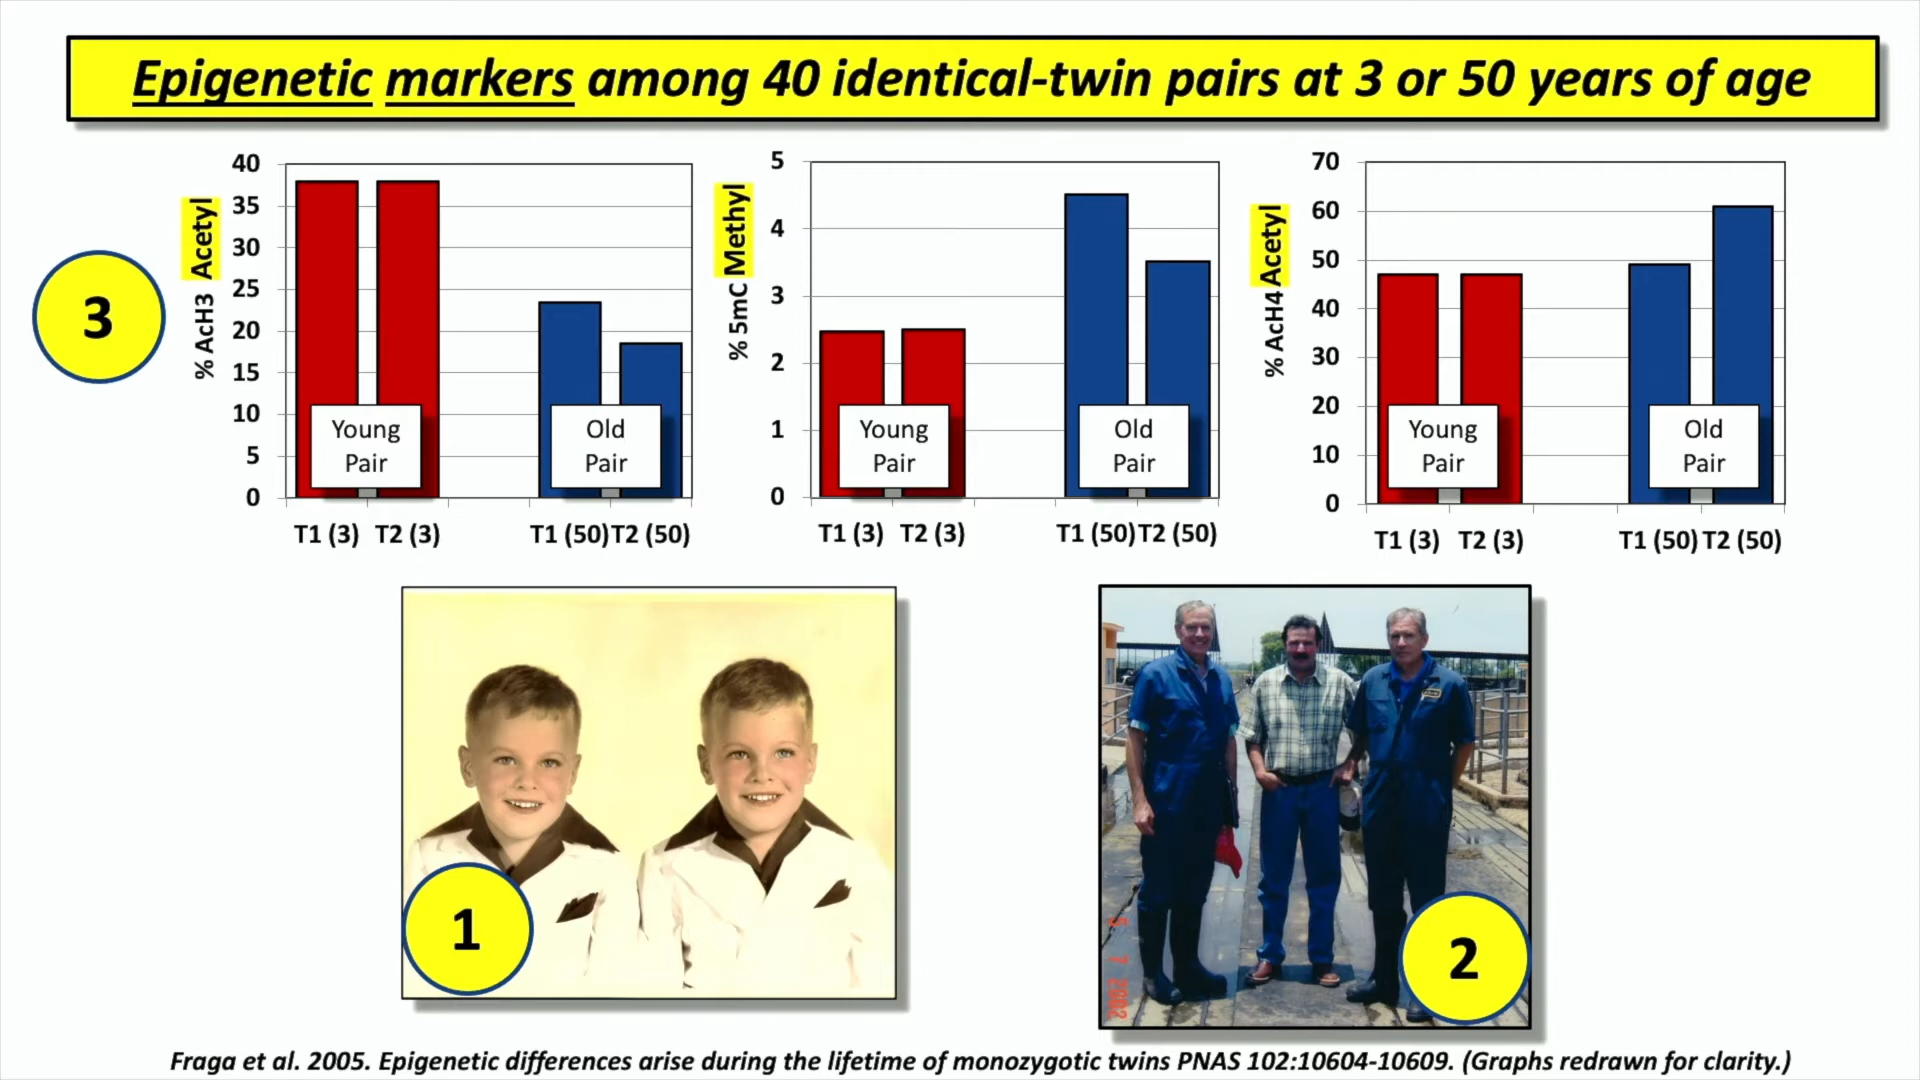 Epigenetic markers among 40 identical-twin pairs at 3 or 50 years of age
3
% AcH3 Acetyl
40
35
30
25
20
15
10
5
0
Young
Pair
Old
Pair
T1 (3) T2 (3) T1 (50) T2 (50)
% 5mC Methyl
5
4
3
2
1
0
Young
Pair
Old
Pair
T1 (3) T2 (3) T1 (50) T2 (50)
% AcH4 Acetyl
70
60
50
40
30
20
10
0
Young
Pair
Old
Pair
T1 (3) T2 (3) T1 (50) T2 (50)
1
2
Fraga et al. 2005. Epigenetic differences arise during the lifetime of monozygotic twins PNAS 102:10604-10609. (Graphs redrawn for clarity.)